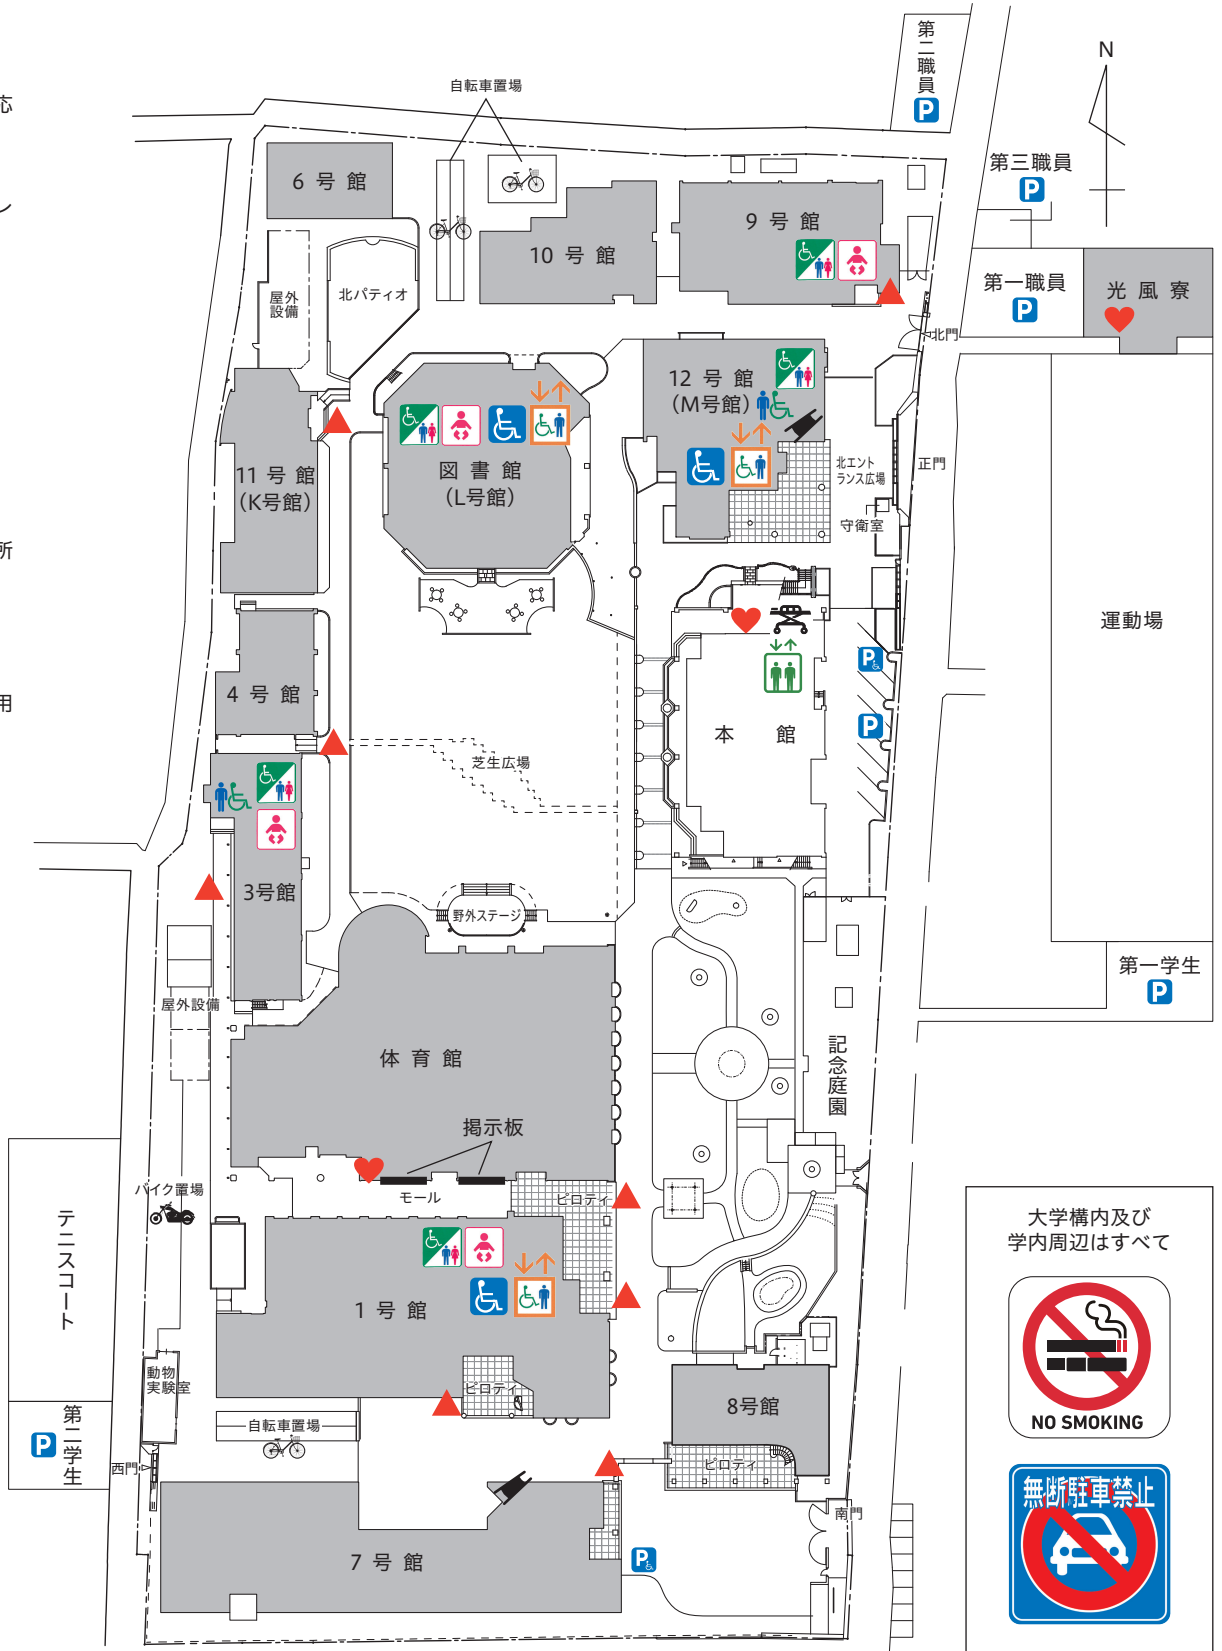 第二職員
P
N
応
自転車置場
第三職員
P
6 号 館
レ
9 号 館
10 号 館
第一職員
P
光 風 寮
屋外
設備
北パティオ
北門
12 号 館
(M号館)
図 書 館
(L号館)
11 号 館
(K号館)
北エント
ランス広場
正門
守衛室
所
運動場
P
4 号 館
用
P
本 館
芝生広場
3号館
野外ステージ
第一学生
P
屋外設備
体 育 館
記念庭園
掲示板
バイク置場
モール
ピロティ
テニスコート
大学構内及び
学内周辺はすべて
1 号 館
NO SMOKING
動物
実験室
ピロティ
8号館
第二学生
P
自転車置場
西門
ピロティ
無断駐車禁止
南門
7 号 館
P